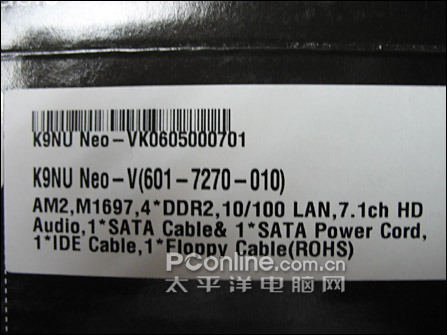 K9NU Neo-VK0605000701
K9NU Neo-V(601-7270-010)
AM2,M1697,4*DDR2,10/100 LAN,7.1ch HD
Audio,1*SATA Cable& 1*SATA Power Cord,
1*IDE Cable,1*Floppy Cable(ROHS)
PConline.com.cn
太平洋电脑网